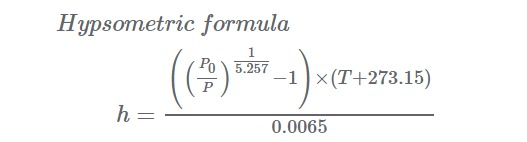 Hypsometric formula
h = (((P₀/P)^(1/5.257) −1)×(T+273.15))/0.0065